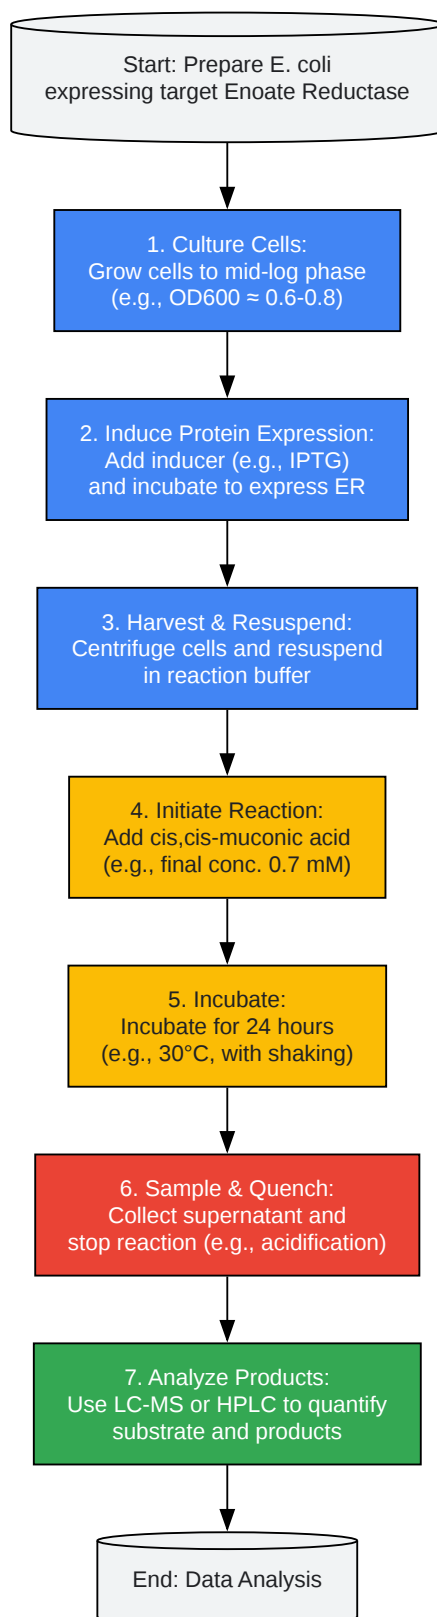 Start: Prepare E. coli
expressing target Enoate Reductase
1. Culture Cells:
Grow cells to mid-log phase
(e.g., OD600 ≈ 0.6-0.8)
2. Induce Protein Expression:
Add inducer (e.g., IPTG)
and incubate to express ER
3. Harvest & Resuspend:
Centrifuge cells and resuspend
in reaction buffer
4. Initiate Reaction:
Add cis,cis-muconic acid
(e.g., final conc. 0.7 mM)
5. Incubate:
Incubate for 24 hours
(e.g., 30°C, with shaking)
6. Sample & Quench:
Collect supernatant and
stop reaction (e.g., acidification)
7. Analyze Products:
Use LC-MS or HPLC to quantify
substrate and products
End: Data Analysis